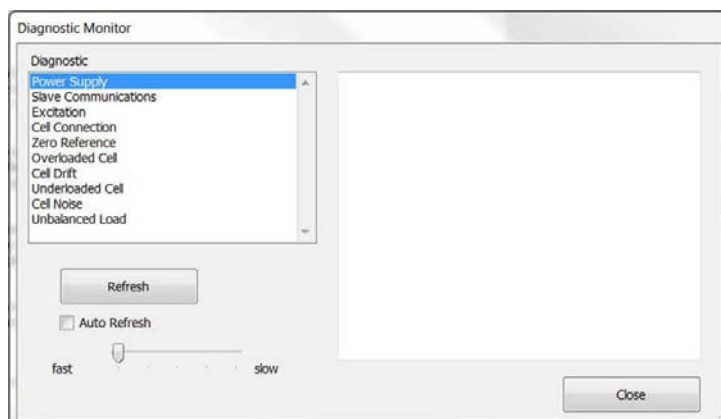 Diagnostic Monitor
Diagnostic
Power Supply
Slave Communications
Excitation
Cell Connection
Zero Reference
Overloaded Cell
Cell Drift
Underloaded Cell
Cell Noise
Unbalanced Load
Refresh
Auto Refresh
fast slow
Close